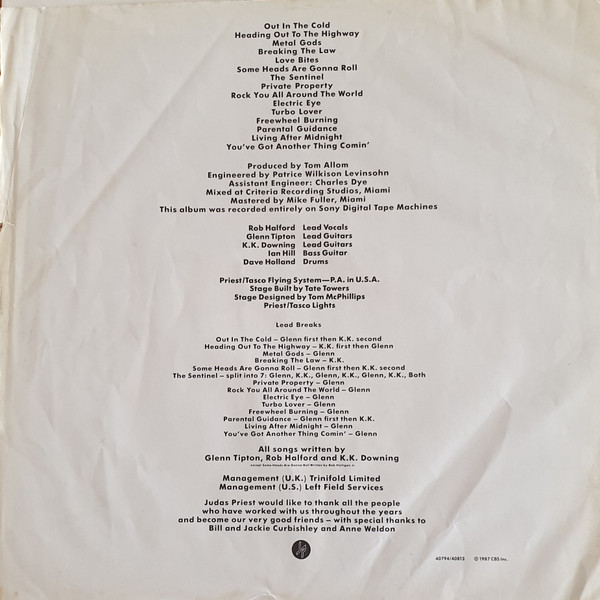 Out In The Cold
Heading Out To The Highway
Metal Gods
Breaking The Law
Love Bites
Some Heads Are Gonna Roll
The Sentinel
Private Property
Rock You All Around The World
Electric Eye
Turbo Lover
Freewheel Burning
Parental Guidance
Living After Midnight
You've Got Another Thing Comin'
Produced by Tom Allom
Engineered by Patrice Wilkison Levinsohn
Assistant Engineer: Charles Dye
Mixed at Criteria Recording Studios, Miami
Mastered by Mike Fuller, Miami
This album was recorded entirely on Sony Digital Tape Machines
Rob Halford Lead Vocals
Glenn Tipton Lead Guitars
K.K. Downing Lead Guitars
Ian Hill Bass Guitar
Dave Holland Drums
Priest/Tasco Flying System—P.A. in U.S.A.
Stage Built by Tate Towers
Stage Designed by Tom McPhillips
Priest/Tasco Lights
Lead Breaks
Out In The Cold – Glenn first then K.K. second
Heading Out To The Highway – K.K. first then Glenn
Metal Gods – Glenn
Breaking The Law – K.K.
Some Heads Are Gonna Roll – Glenn first then K.K. second
The Sentinel – split into 7: Glenn, K.K., Glenn, K.K., Glenn, K.K., Both
Private Property – Glenn
Rock You All Around The World – Glenn
Electric Eye – Glenn
Turbo Lover – Glenn
Freewheel Burning – Glenn
Parental Guidance – Glenn first then K.K.
Living After Midnight – Glenn
You've Got Another Thing Comin' – Glenn
All songs written by
Glenn Tipton, Rob Halford and K.K. Downing
except Some Heads Are Gonna Roll Written by Bob Halligan Jr
Management (U.K.) Trinifold Limited
Management (U.S.) Left Field Services
Judas Priest would like to thank all the people
who have worked with us throughout the years
and become our very good friends – with special thanks to
Bill and Jackie Curbishley and Anne Weldon
40794/40813 © 1987 CBS Inc.